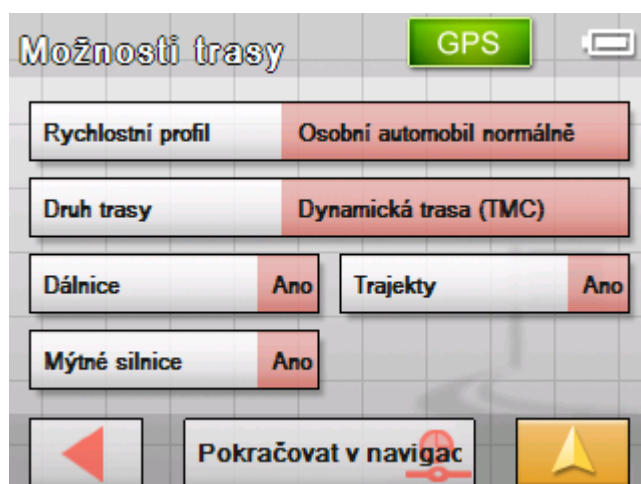 Možnosti trasy
GPS
Rychlostní profil
Osobní automobil normálně
Druh trasy
Dynamická trasa (TMC)
Dálnice
Ano
Trajekty
Ano
Mýtné silnice
Ano
Pokračovat v navigac